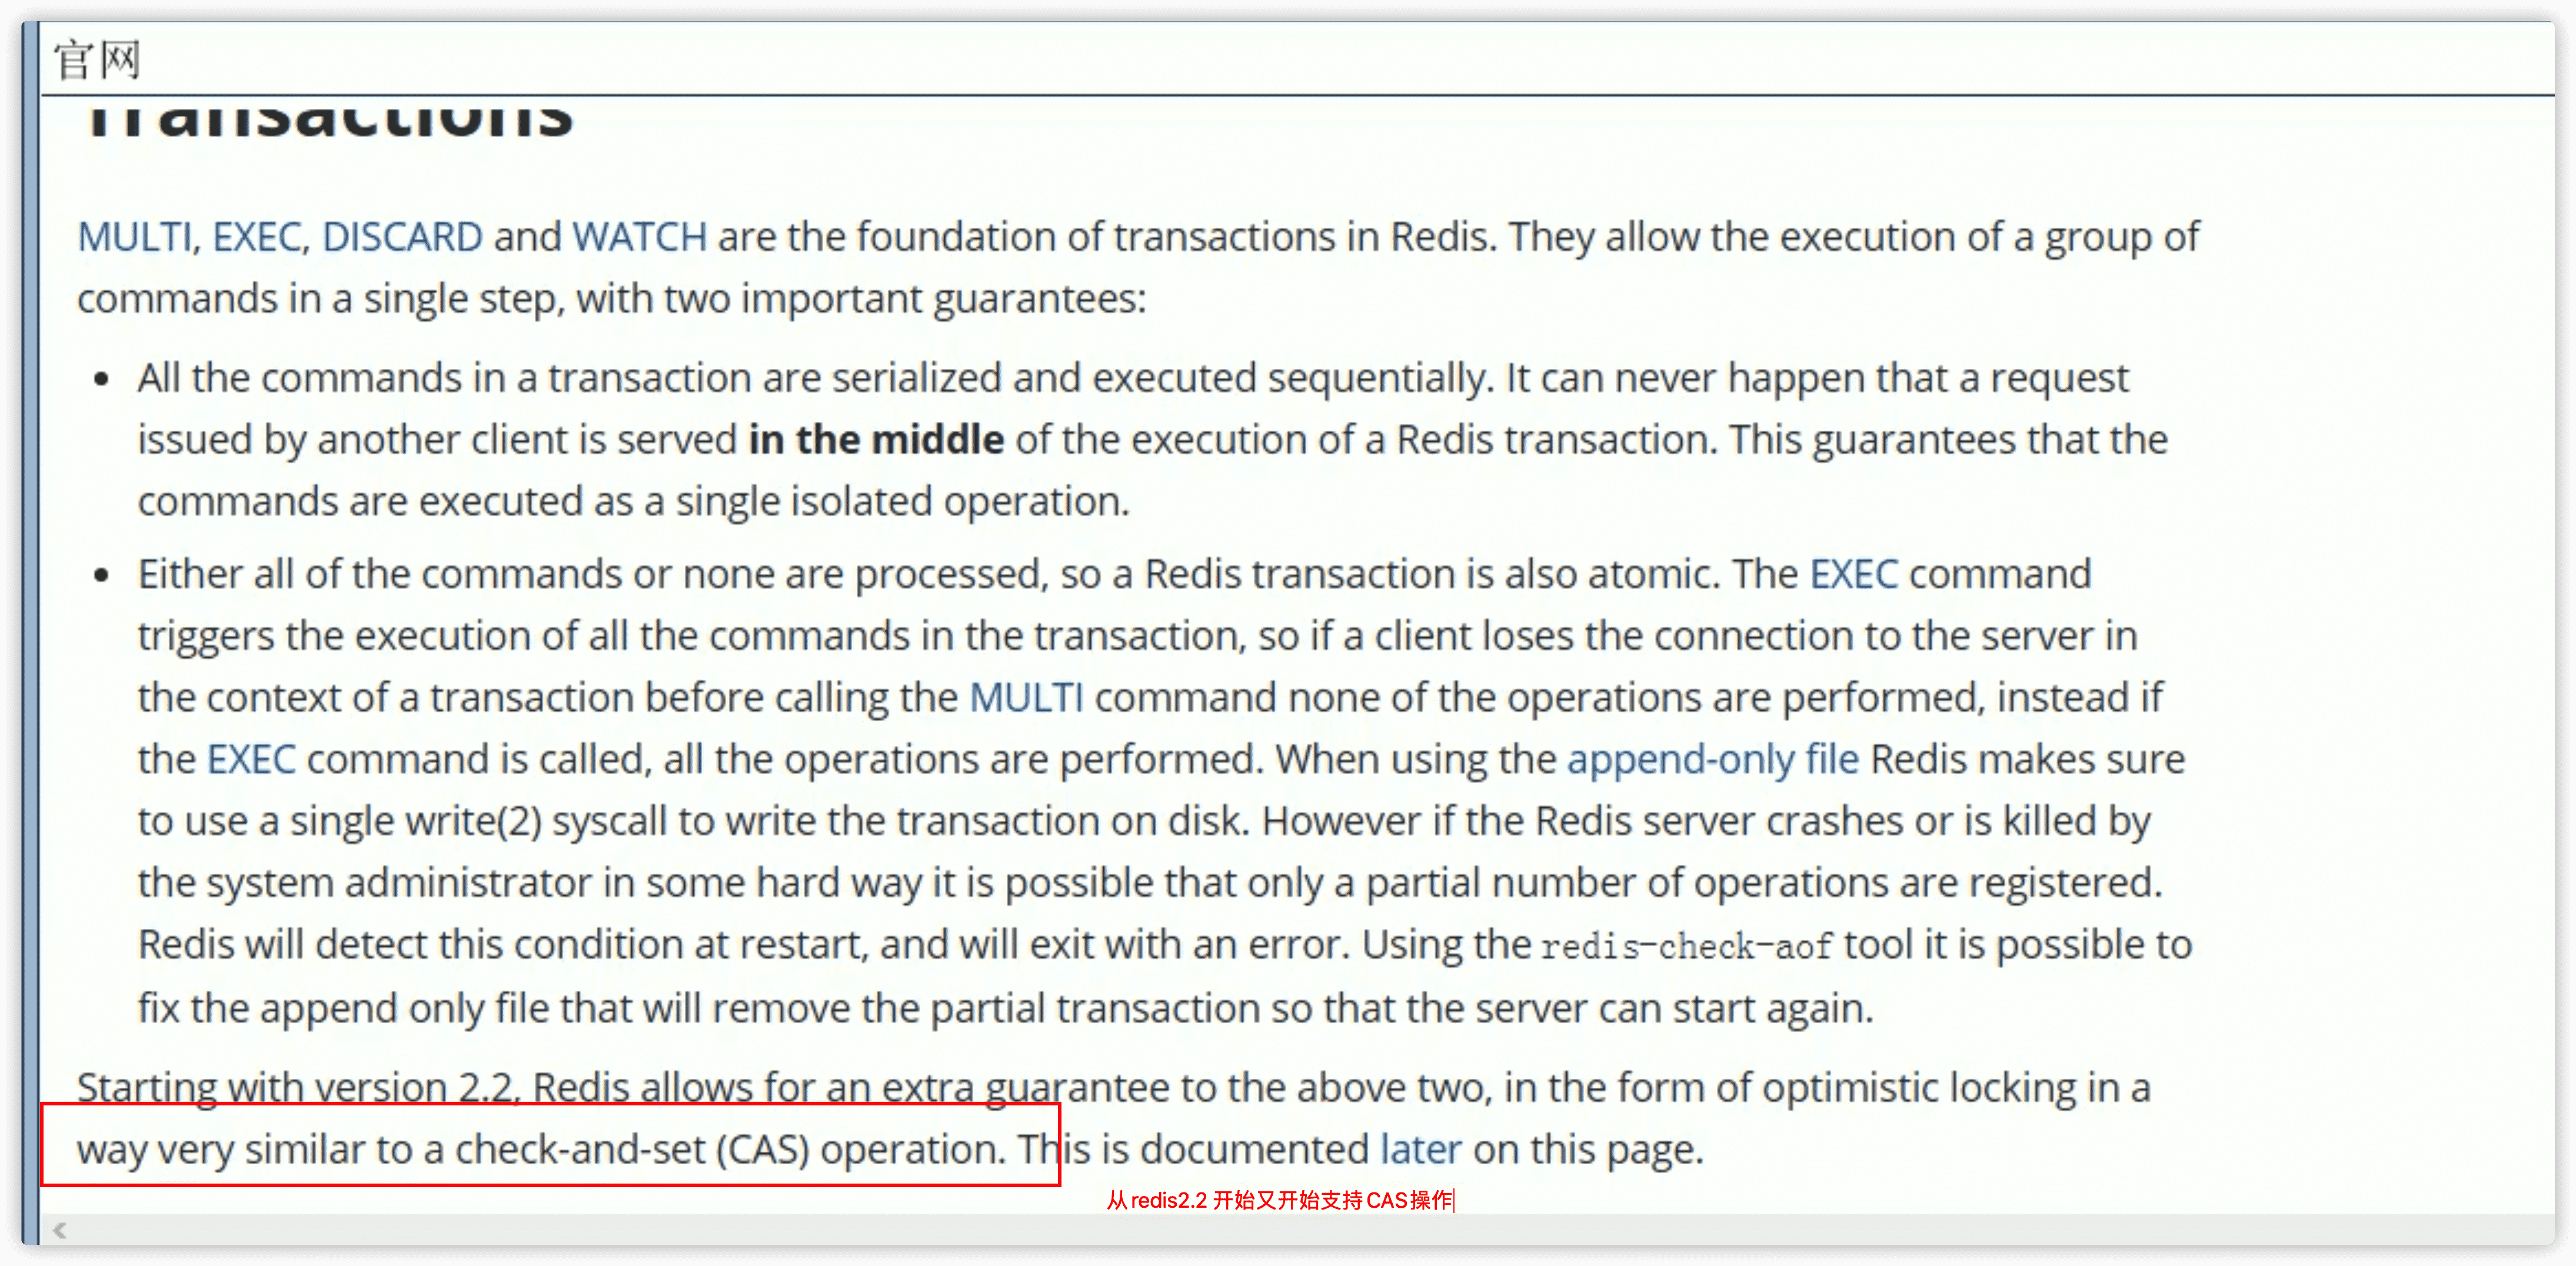 官网
Transactions
MULTI, EXEC, DISCARD and WATCH are the foundation of transactions in Redis. They allow the execution of a group of
commands in a single step, with two important guarantees:
• All the commands in a transaction are serialized and executed sequentially. It can never happen that a request
issued by another client is served in the middle of the execution of a Redis transaction. This guarantees that the
commands are executed as a single isolated operation.
• Either all of the commands or none are processed, so a Redis transaction is also atomic. The EXEC command
triggers the execution of all the commands in the transaction, so if a client loses the connection to the server in
the context of a transaction before calling the MULTI command none of the operations are performed, instead if
the EXEC command is called, all the operations are performed. When using the append-only file Redis makes sure
to use a single write(2) syscall to write the transaction on disk. However if the Redis server crashes or is killed by
the system administrator in some hard way it is possible that only a partial number of operations are registered.
Redis will detect this condition at restart, and will exit with an error. Using the redis-check-aof tool it is possible to
fix the append only file that will remove the partial transaction so that the server can start again.
Starting with version 2.2, Redis allows for an extra guarantee to the above two, in the form of optimistic locking in a
way very similar to a check-and-set (CAS) operation. This is documented later on this page.
从redis2.2 开始又开始支持CAS操作